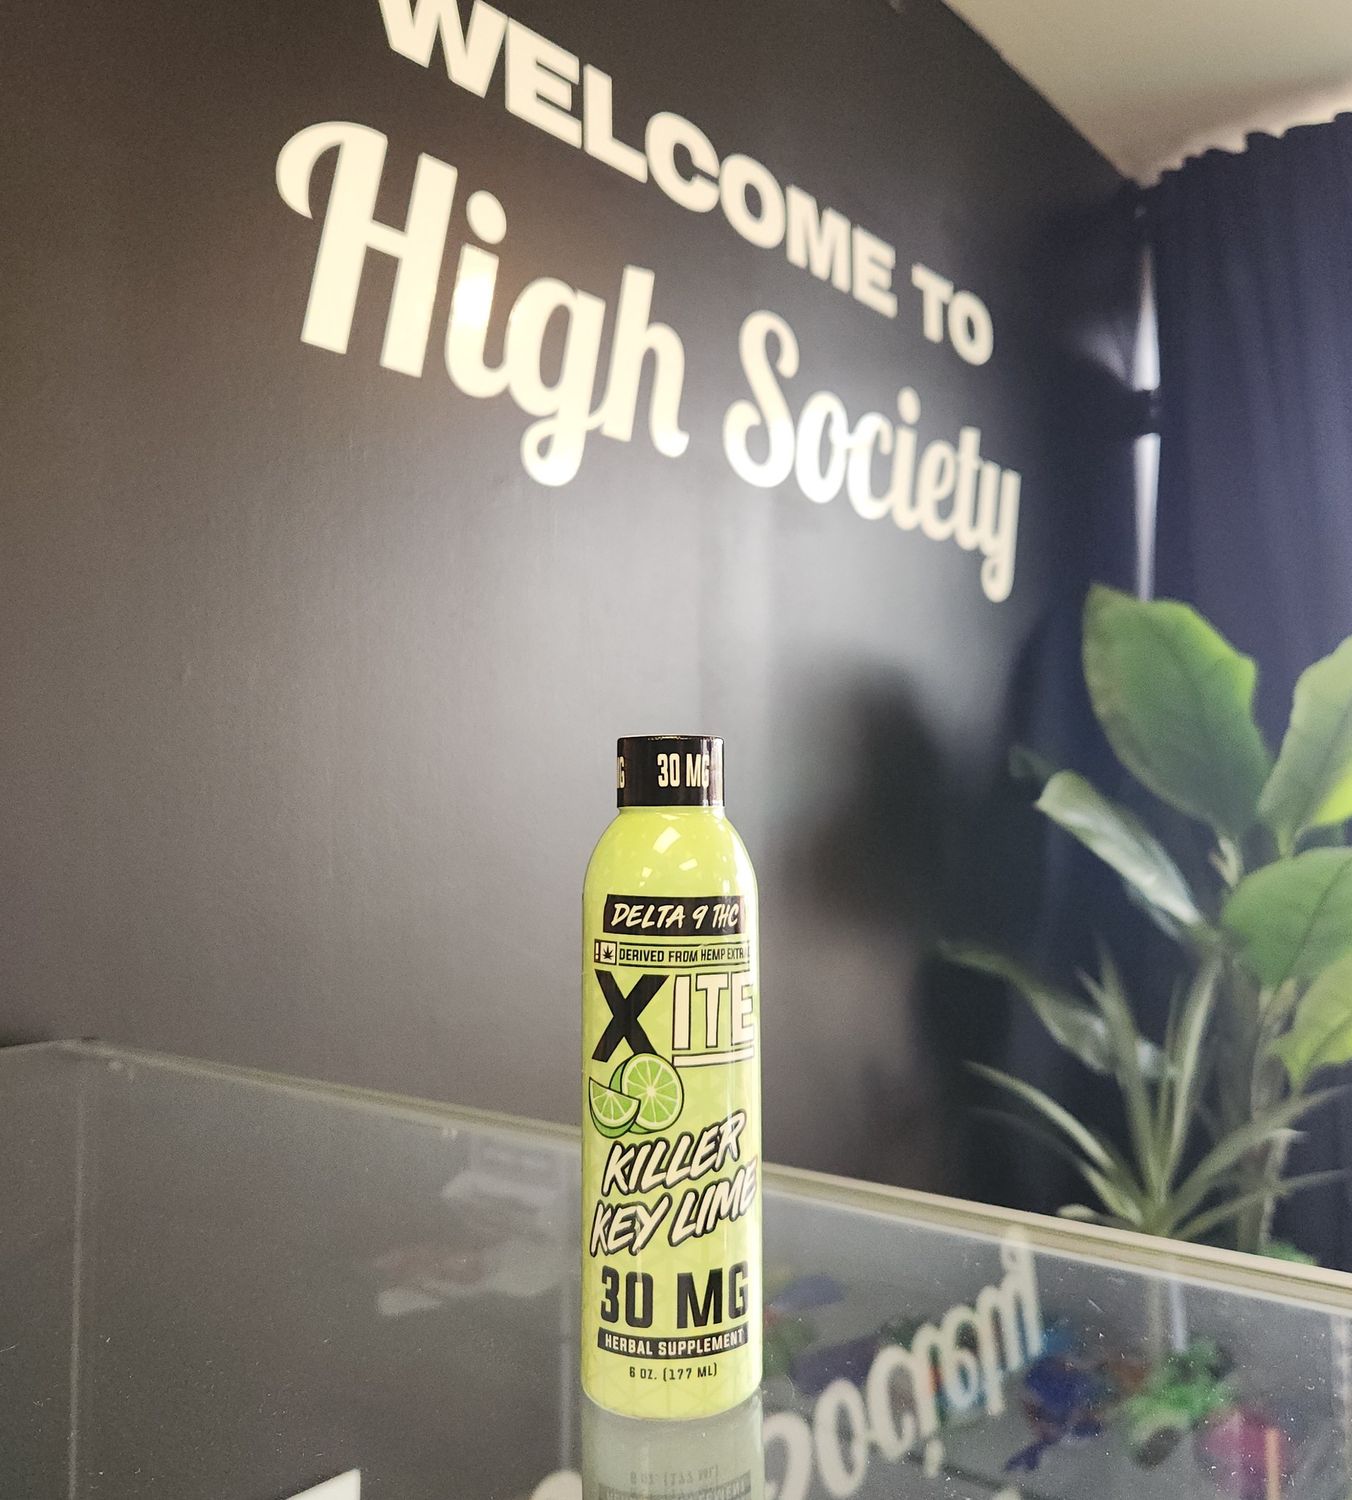 WELCOME TO
High Society
30 MG
DELTA 9 THC
DERIVED FROM HEMP
XITE
KILLER
KEY LIME
30 MG
HERBAL SUPPLEMENT
6 OZ. (177 ML)